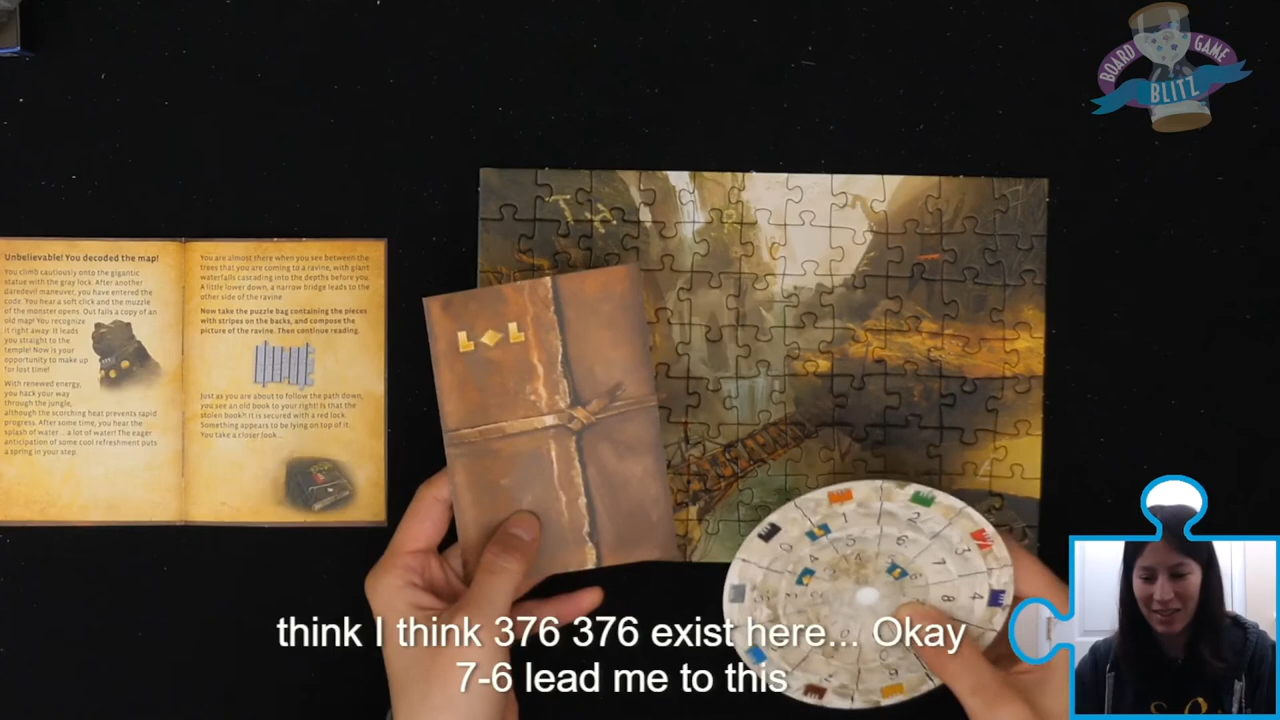 BOARD GAME
BLITZ
Unbelievable! You decoded the map!
You climb cautiously onto the gigantic
statue with the gray lock. After another
daredevil maneuver, you have entered the
code. You hear a soft click and the muzzle
of the monster opens. Out falls a copy of an
old map! You recognize
it right away. It leads
you straight to the
temple! Now is your
opportunity to make up
for lost time!
With renewed energy,
you hack your way
through the jungle,
although the scorching heat prevents rapid
progress. After some time, you hear the
splash of water ... a lot of water! The eager
anticipation of some cool refreshment puts
a spring in your step.
You are almost there when you see between the
trees that you are coming to a ravine, with giant
waterfalls cascading into the depths before you.
A little lower down, a narrow bridge leads to the
other side of the ravine
Now take the puzzle bag containing the pieces
with stripes on the backs, and compose the
picture of the ravine. Then continue reading.
Just as you are about to follow the path down,
you see an old book to your right! Is that the
stolen book?! It is secured with a red lock.
Something appears to be lying on top of it.
You take a closer look...
0 1 2 3 4
5 6 7 8
think I think 376 376 exist here... Okay
7-6 lead me to this